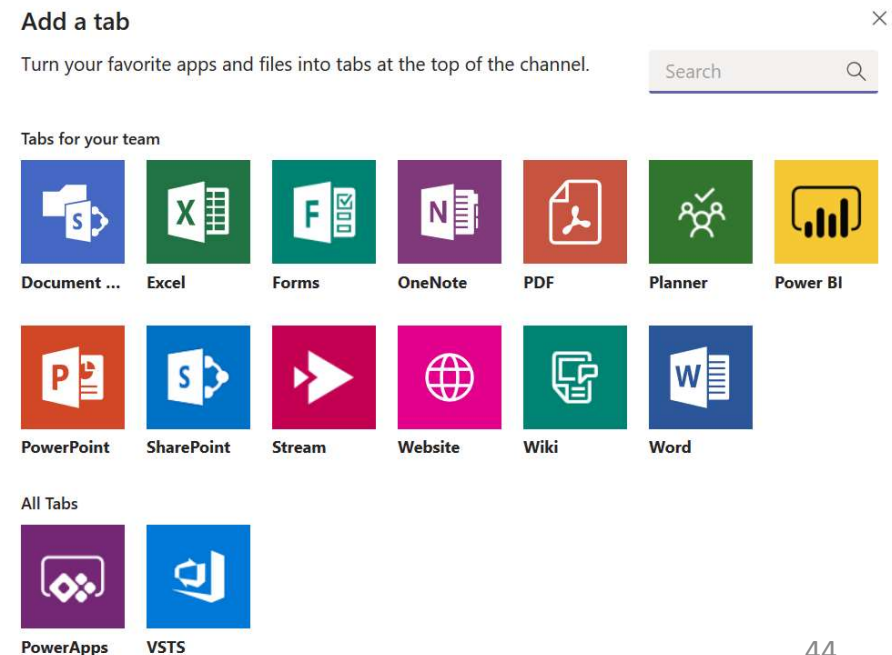 Add a tab
Turn your favorite apps and files into tabs at the top of the channel.
Search
Tabs for your team
Document ... Excel Forms OneNote PDF Planner Power BI
PowerPoint SharePoint Stream Website Wiki Word
All Tabs
PowerApps VSTS
44